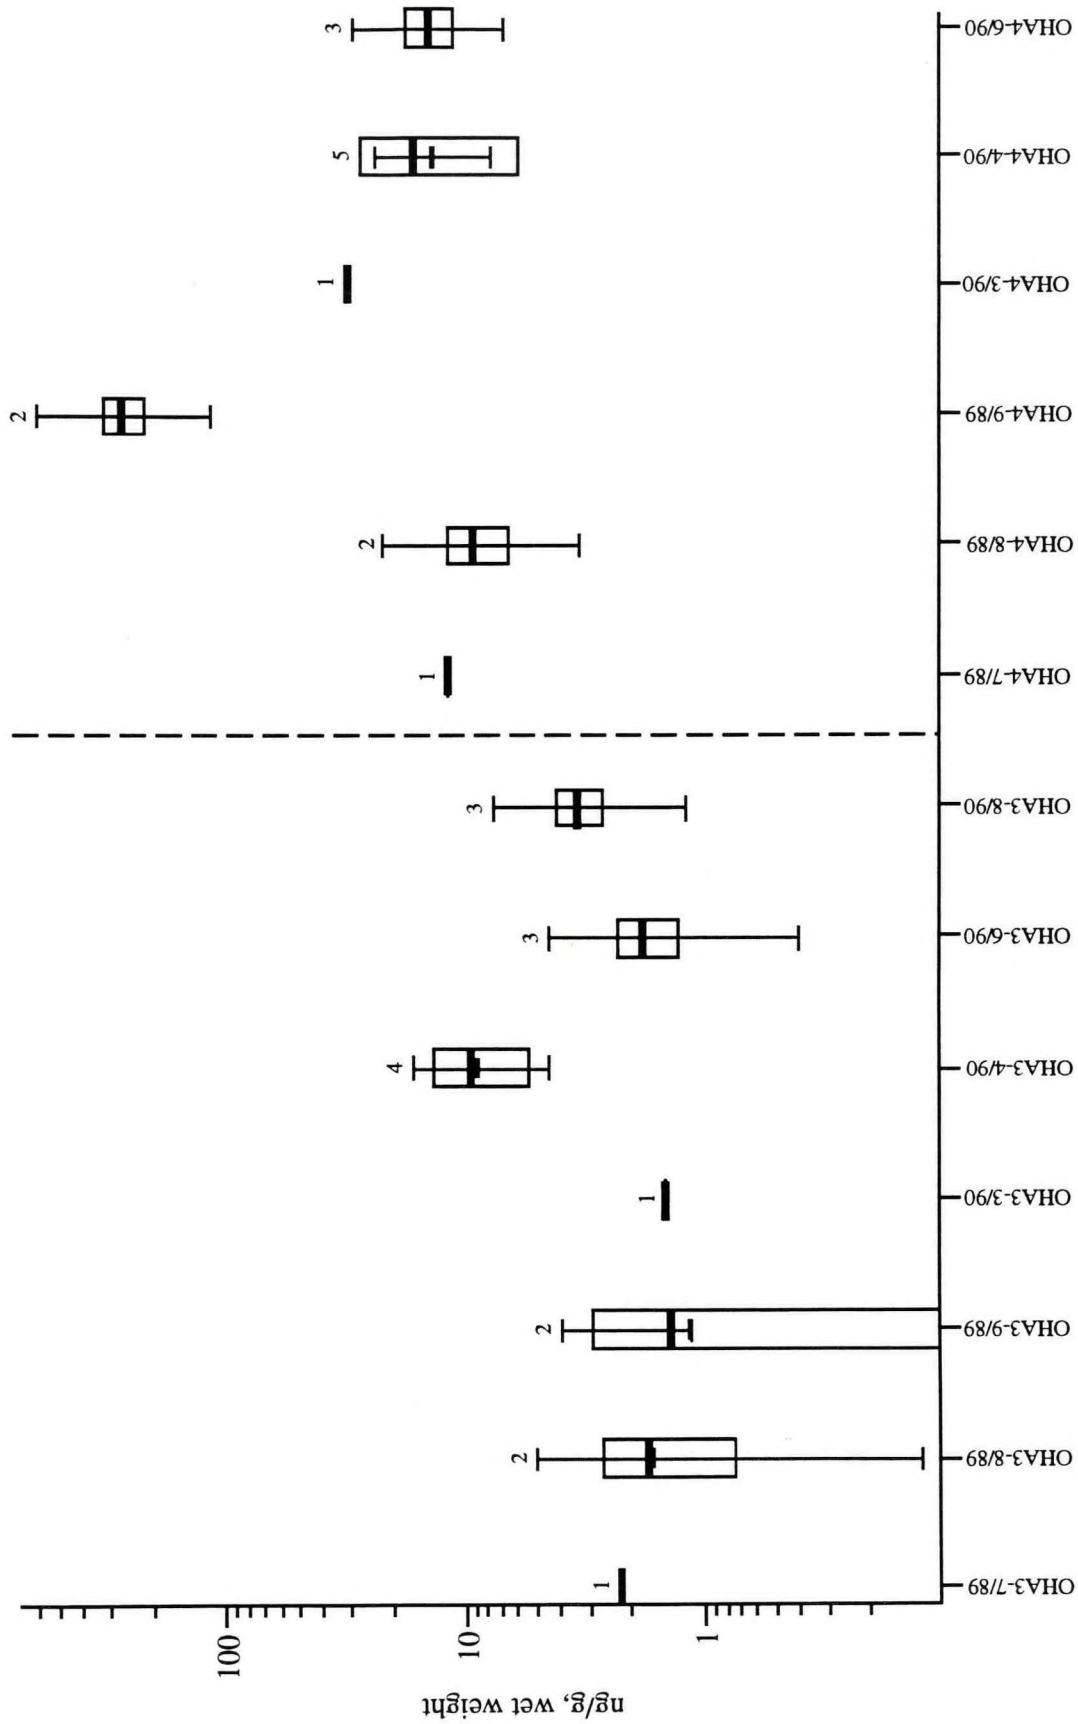 ng/g, wet weight
100
10
1
1
2
2
1
4
3
3
1
2
2
1
5
3
OHA3-7/89
OHA3-8/89
OHA3-9/89
OHA3-3/90
OHA3-4/90
OHA3-6/90
OHA3-8/90
OHA4-7/89
OHA4-8/89
OHA4-9/89
OHA4-3/90
OHA4-4/90
OHA4-6/90